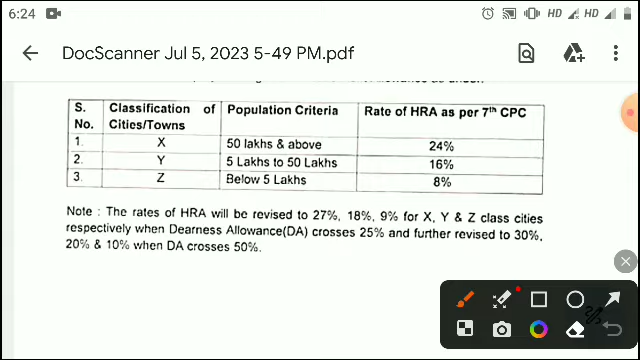 6:24 HD HD
DocScanner Jul 5, 2023 5-49 PM.pdf
S. No. Classification of Cities/Towns Population Criteria Rate of HRA as per 7th CPC
1. X 50 lakhs & above 24%
2. Y 5 Lakhs to 50 Lakhs 16%
3. Z Below 5 Lakhs 8%
Note : The rates of HRA will be revised to 27%, 18%, 9% for X, Y & Z class cities
respectively when Dearness Allowance(DA) crosses 25% and further revised to 30%,
20% & 10% when DA crosses 50%.